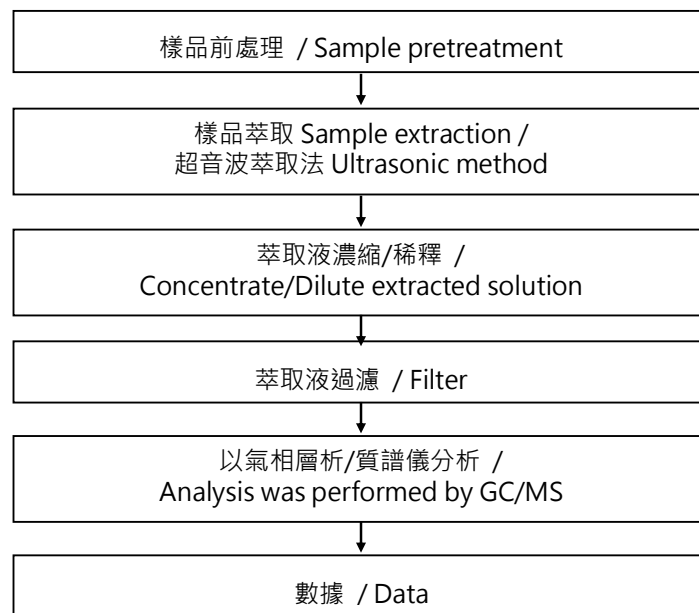 樣品前處理 / Sample pretreatment
樣品萃取 Sample extraction /
超音波萃取法 Ultrasonic method
萃取液濃縮/稀釋 /
Concentrate/Dilute extracted solution
萃取液過濾 / Filter
以氣相層析/質譜儀分析 /
Analysis was performed by GC/MS
數據 / Data